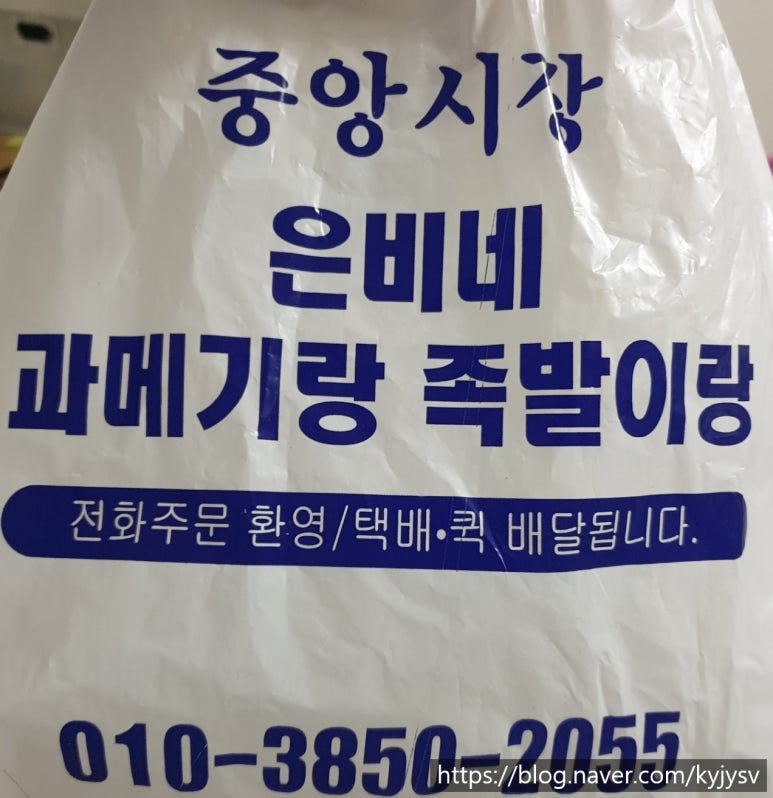 중앙시장
은비네
과메기랑 족발이랑
전화주문 환영/택배•퀵 배달됩니다.
010-3850-2055
https://blog.naver.com/kyjysv